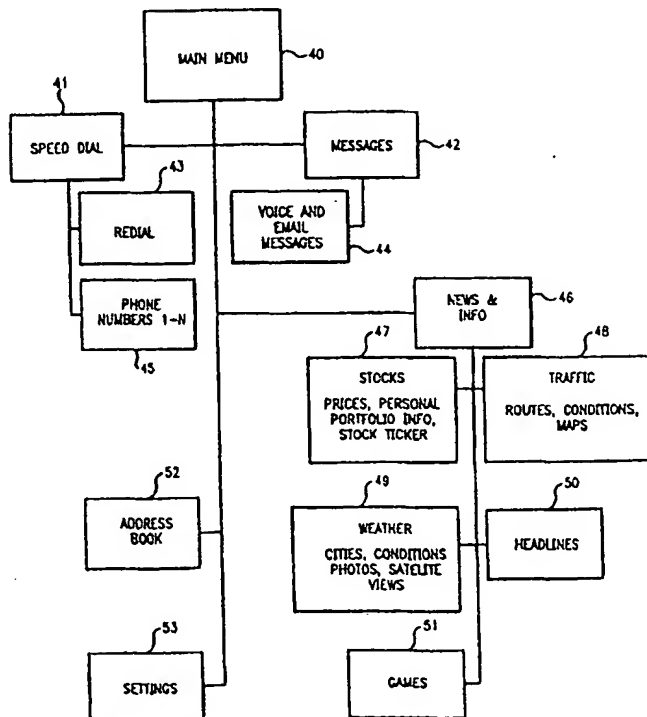 MAIN MENU
40
41
SPEED DIAL
MESSAGES
42
43
REDIAL
VOICE AND
EMAIL
MESSAGES
44
PHONE
NUMBERS 1-N
45
NEWS &
INFO
46
47
STOCKS
PRICES, PERSONAL
PORTFOLIO INFO,
STOCK TICKER
48
TRAFFIC
ROUTES, CONDITIONS,
MAPS
49
WEATHER
CITIES, CONDITIONS
PHOTOS, SATELITE
VIEWS
50
HEADLINES
52
ADDRESS
BOOK
53
SETTINGS
51
GAMES